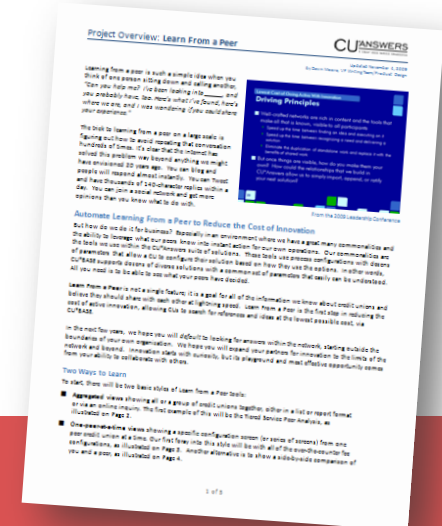 Project Overview: Learn From a Peer
CU*ANSWERS
Updated November 3, 2009
Learning from a peer is such a simple idea when you
think of one person sitting down and calling another,
"Can you help me? I've been looking into____, and
you probably have, too. Here's what I've found, here's
where we are, and I was wondering if you could share
your experience."
Driving Principles
The trick to learning from a peer on a large scale is
figuring out how to avoid repeating that conversation
hundreds of times. It's clear that the internet has
solved this problem way beyond anything we might
have envisioned 20 years ago. You can blog and
people will respond almost instantly. You can Tweet
and have thousands of 140-character replies within a
day. You can join a social network and get more
opinions than you know what to do with.
From the 2009 Leadership Conference
Automate Learning From a Peer to Reduce the Cost of Innovation
But how do we do it for business? Especially in an environment where we have a great many commonalities and
the ability to leverage what our peers know into instant action for our own operations. Our commonalities are
the tools we use within the CU*Answers suite of solutions. These tools use process configurations with dozens
of parameters that allow a CU to configure their solution based on how they use the options. In other words,
CU*BASE supports dozens of diverse solutions with a common set of parameters that easily can be understood.
All you need is to be able to see what your peers have decided.
Learn From a Peer is not a single feature; it is a goal for all of the information we know about credit unions and
believe they should share with each other at lightning speed. Learn From a Peer is the first step in reducing the
cost of active innovation, allowing CUs to search for references and ideas at the lowest possible cost, via
CU*BASE.
In the next few years, we hope you will default to looking for answers within the network, starting outside the
boundaries of your own organization. We hope you will expand your partners for innovation to the limits of the
network and beyond. Innovation starts with curiosity, but its playground and most effective opportunity comes
from your ability to collaborate with others.
Two Ways to Learn
To start, there will be two basic styles of Learn from a Peer tools:
■ Aggregated views showing all or a group of credit unions together, either in a list or report format
or via an online inquiry. The first example of this will be the Tiered Service Peer Analysis, as
illustrated on Page 2.
■ One-peer-at-a-time views showing a specific configuration screen (or series of screens) from one
peer credit union at a time. Our first foray into this style will be with all of the over-the-counter fee
configurations, as illustrated on Page 3. Another alternative is to show a side-by-side comparison of
you and a peer, as illustrated on Page 4.
1 of 5